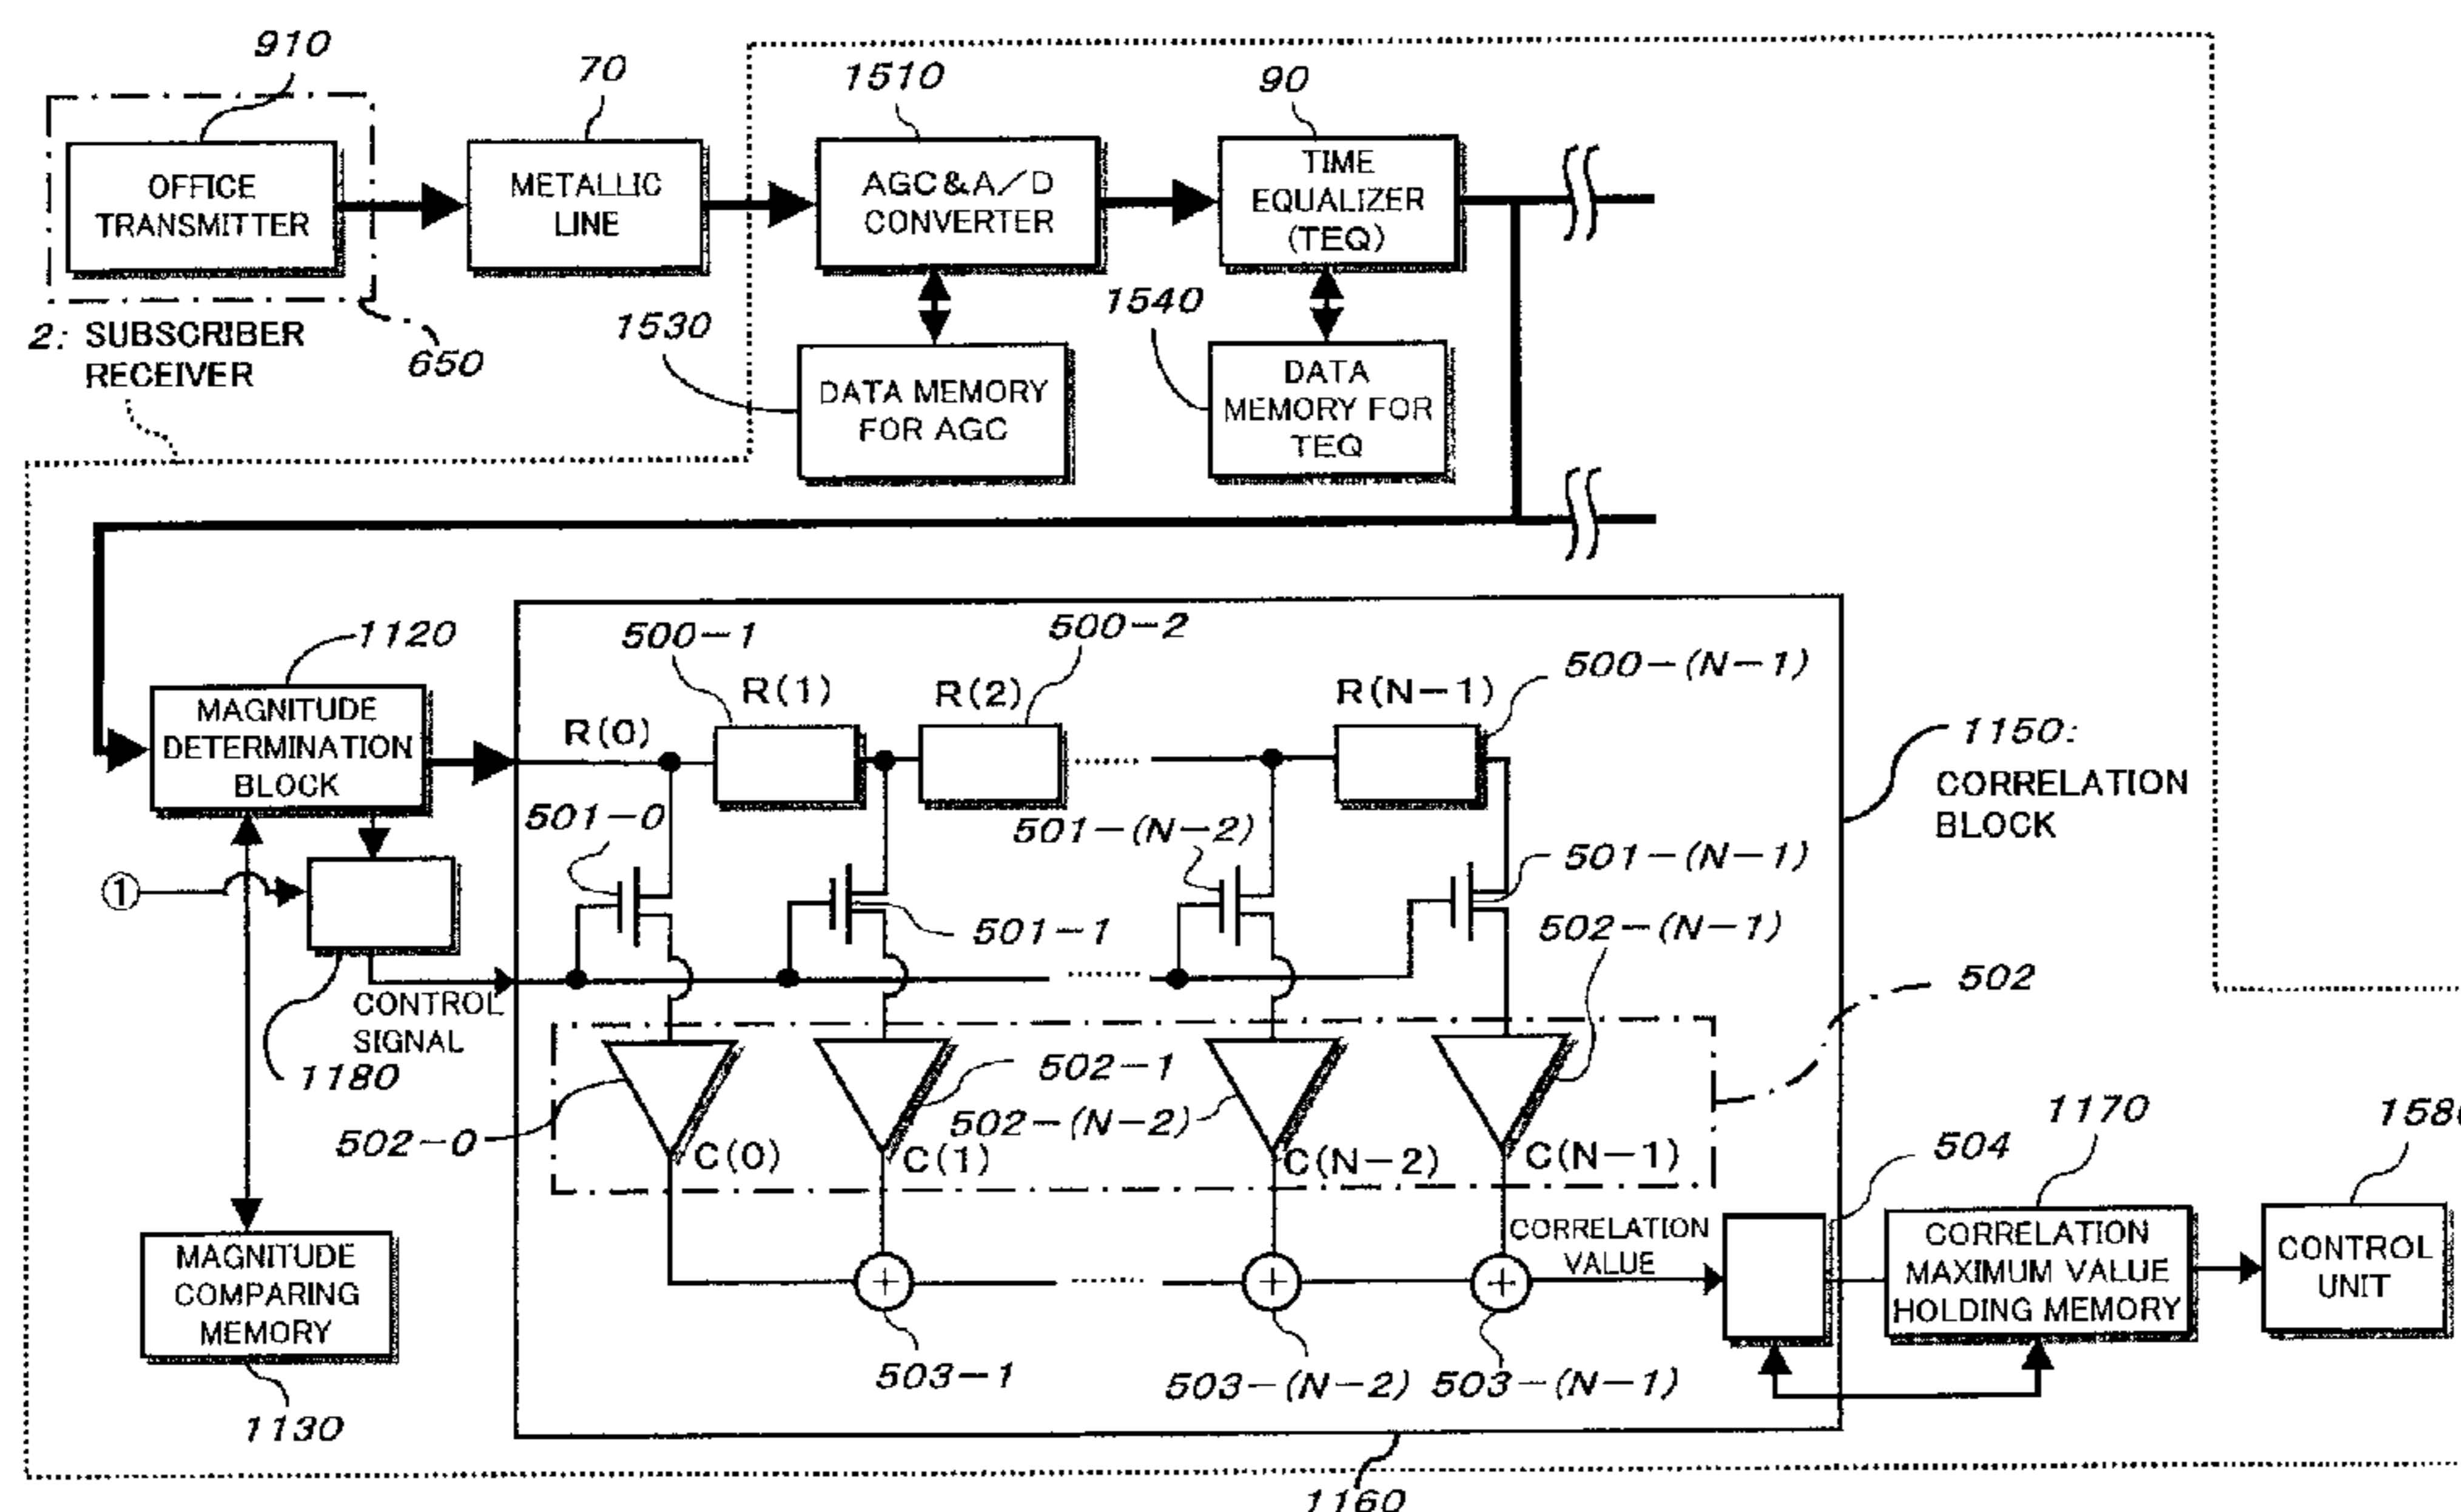 910
70
1510
90
OFFICE
TRANSMITTER
METALLIC
LINE
AGC&A/D
CONVERTER
TIME
EQUALIZER
(TEQ)
2: SUBSCRIBER
RECEIVER
650
1530
1540
DATA MEMORY
FOR AGC
DATA
MEMORY FOR
TEQ
1120
500-1
500-2
500-(N-1)
R(0)
R(1)
R(2)
R(N-1)
MAGNITUDE
DETERMINATION
BLOCK
1150:
CORRELATION
BLOCK
501-0
501-(N-2)
501-(N-1)
①
501-1
502-(N-1)
502
CONTROL
SIGNAL
1180
502-1
502-(N-2)
502-0
C(0)
C(1)
C(N-2)
C(N-1)
504
1170
MAGNITUDE
COMPARING
MEMORY
1130
+
+
+
CORRELATION
VALUE
CORRELATION
MAXIMUM VALUE
HOLDING MEMORY
CONTROL
UNIT
503-1
503-(N-2)
503-(N-1)
1160